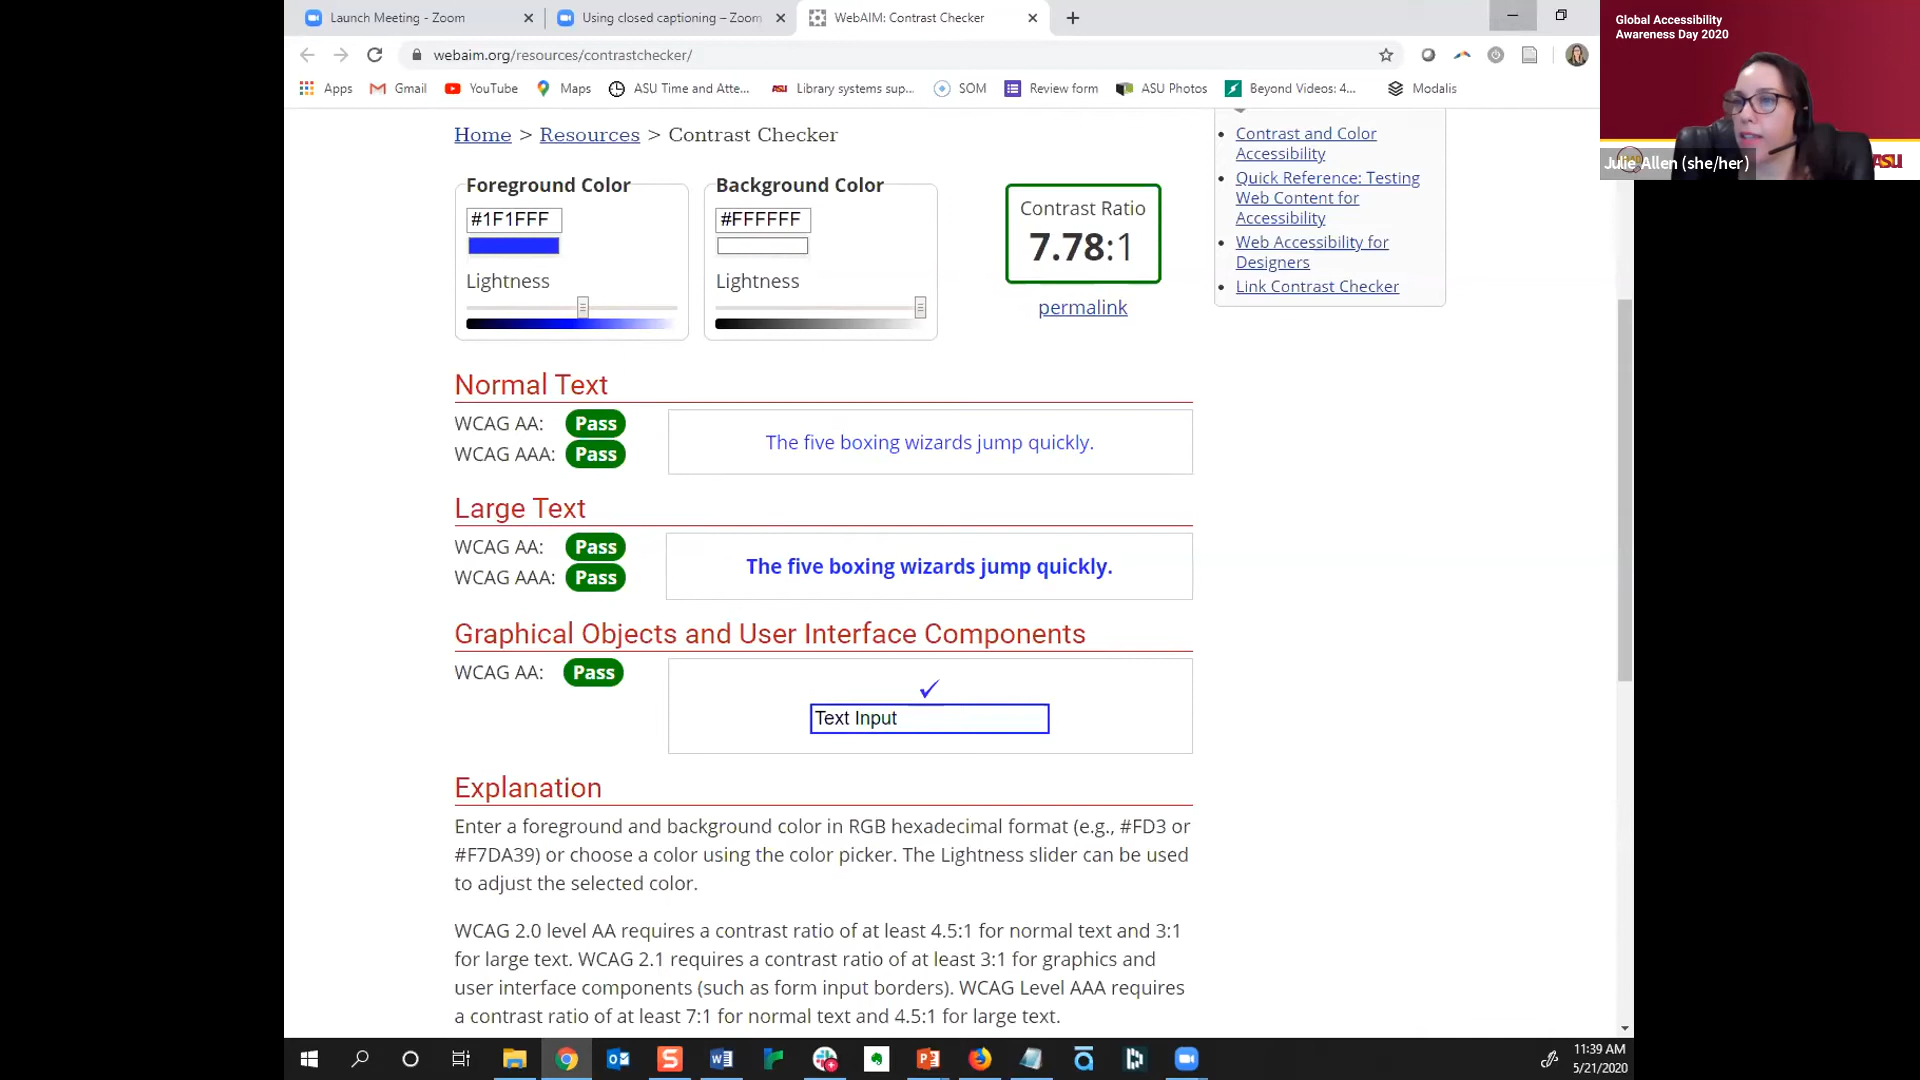 Launch Meeting - Zoom
Using closed captioning – Zoom
WebAIM: Contrast Checker
webaim.org/resources/contrastchecker/
Apps
Gmail
YouTube
Maps
ASU Time and Atte...
ASU
Library systems sup...
SOM
Review form
ASU Photos
Beyond Videos: 4...
Modalis
Global Accessibility
Awareness Day 2020
Julie Allen (she/her)
ASU
Home > Resources > Contrast Checker
Foreground Color
#1F1FFF
Lightness
Background Color
#FFFFFF
Lightness
Contrast Ratio
7.78:1
permalink
Contrast and Color
Accessibility
Quick Reference: Testing
Web Content for
Accessibility
Web Accessibility for
Designers
Link Contrast Checker
Normal Text
WCAG AA: Pass
WCAG AAA: Pass
The five boxing wizards jump quickly.
Large Text
WCAG AA: Pass
WCAG AAA: Pass
The five boxing wizards jump quickly.
Graphical Objects and User Interface Components
WCAG AA: Pass
✓
Text Input
Explanation
Enter a foreground and background color in RGB hexadecimal format (e.g., #FD3 or
#F7DA39) or choose a color using the color picker. The Lightness slider can be used
to adjust the selected color.
WCAG 2.0 level AA requires a contrast ratio of at least 4.5:1 for normal text and 3:1
for large text. WCAG 2.1 requires a contrast ratio of at least 3:1 for graphics and
user interface components (such as form input borders). WCAG Level AAA requires
a contrast ratio of at least 7:1 for normal text and 4.5:1 for large text.
11:39 AM
5/21/2020